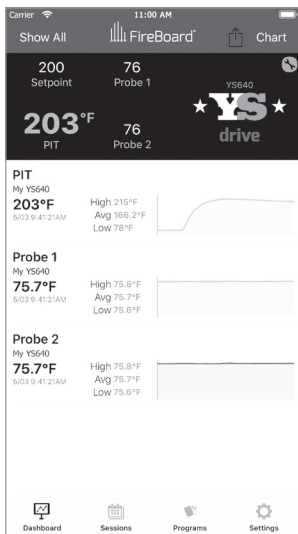 Carrier 11:00 AM
Show All FireBoard® Chart
200 76
Setpoint Probe 1
YS640
203°F
PIT
76
Probe 2
YS
drive
PIT
My YS640
203°F
5/03 9:41:21AM
High 215°F
Avg 166.2°F
Low 78°F
Probe 1
My YS640
75.7°F
5/03 9:41:21AM
High 75.8°F
Avg 75.7°F
Low 75.6°F
Probe 2
My YS640
75.7°F
5/03 9:41:21AM
High 75.8°F
Avg 75.7°F
Low 75.6°F
Dashboard Sessions Programs Settings